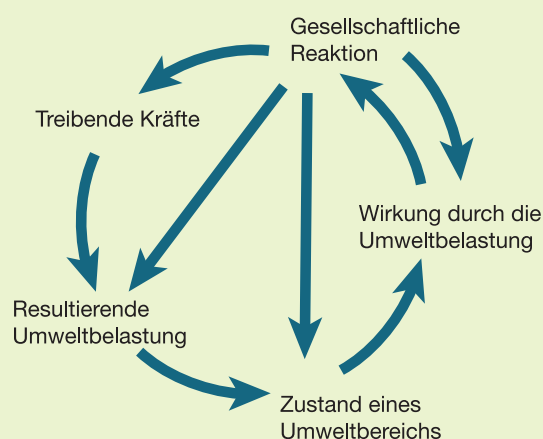 Gesellschaftliche
Reaktion
Treibende Kräfte
Wirkung durch die
Umweltbelastung
Resultierende
Umweltbelastung
Zustand eines
Umweltbereichs